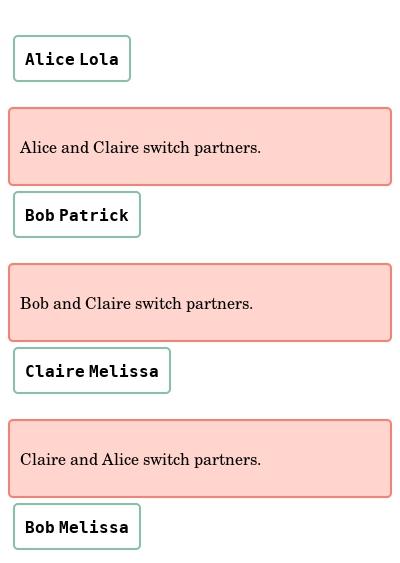 Alice Lola
Alice and Claire switch partners.
Bob Patrick
Bob and Claire switch partners.
Claire Melissa
Claire and Alice switch partners.
Bob Melissa